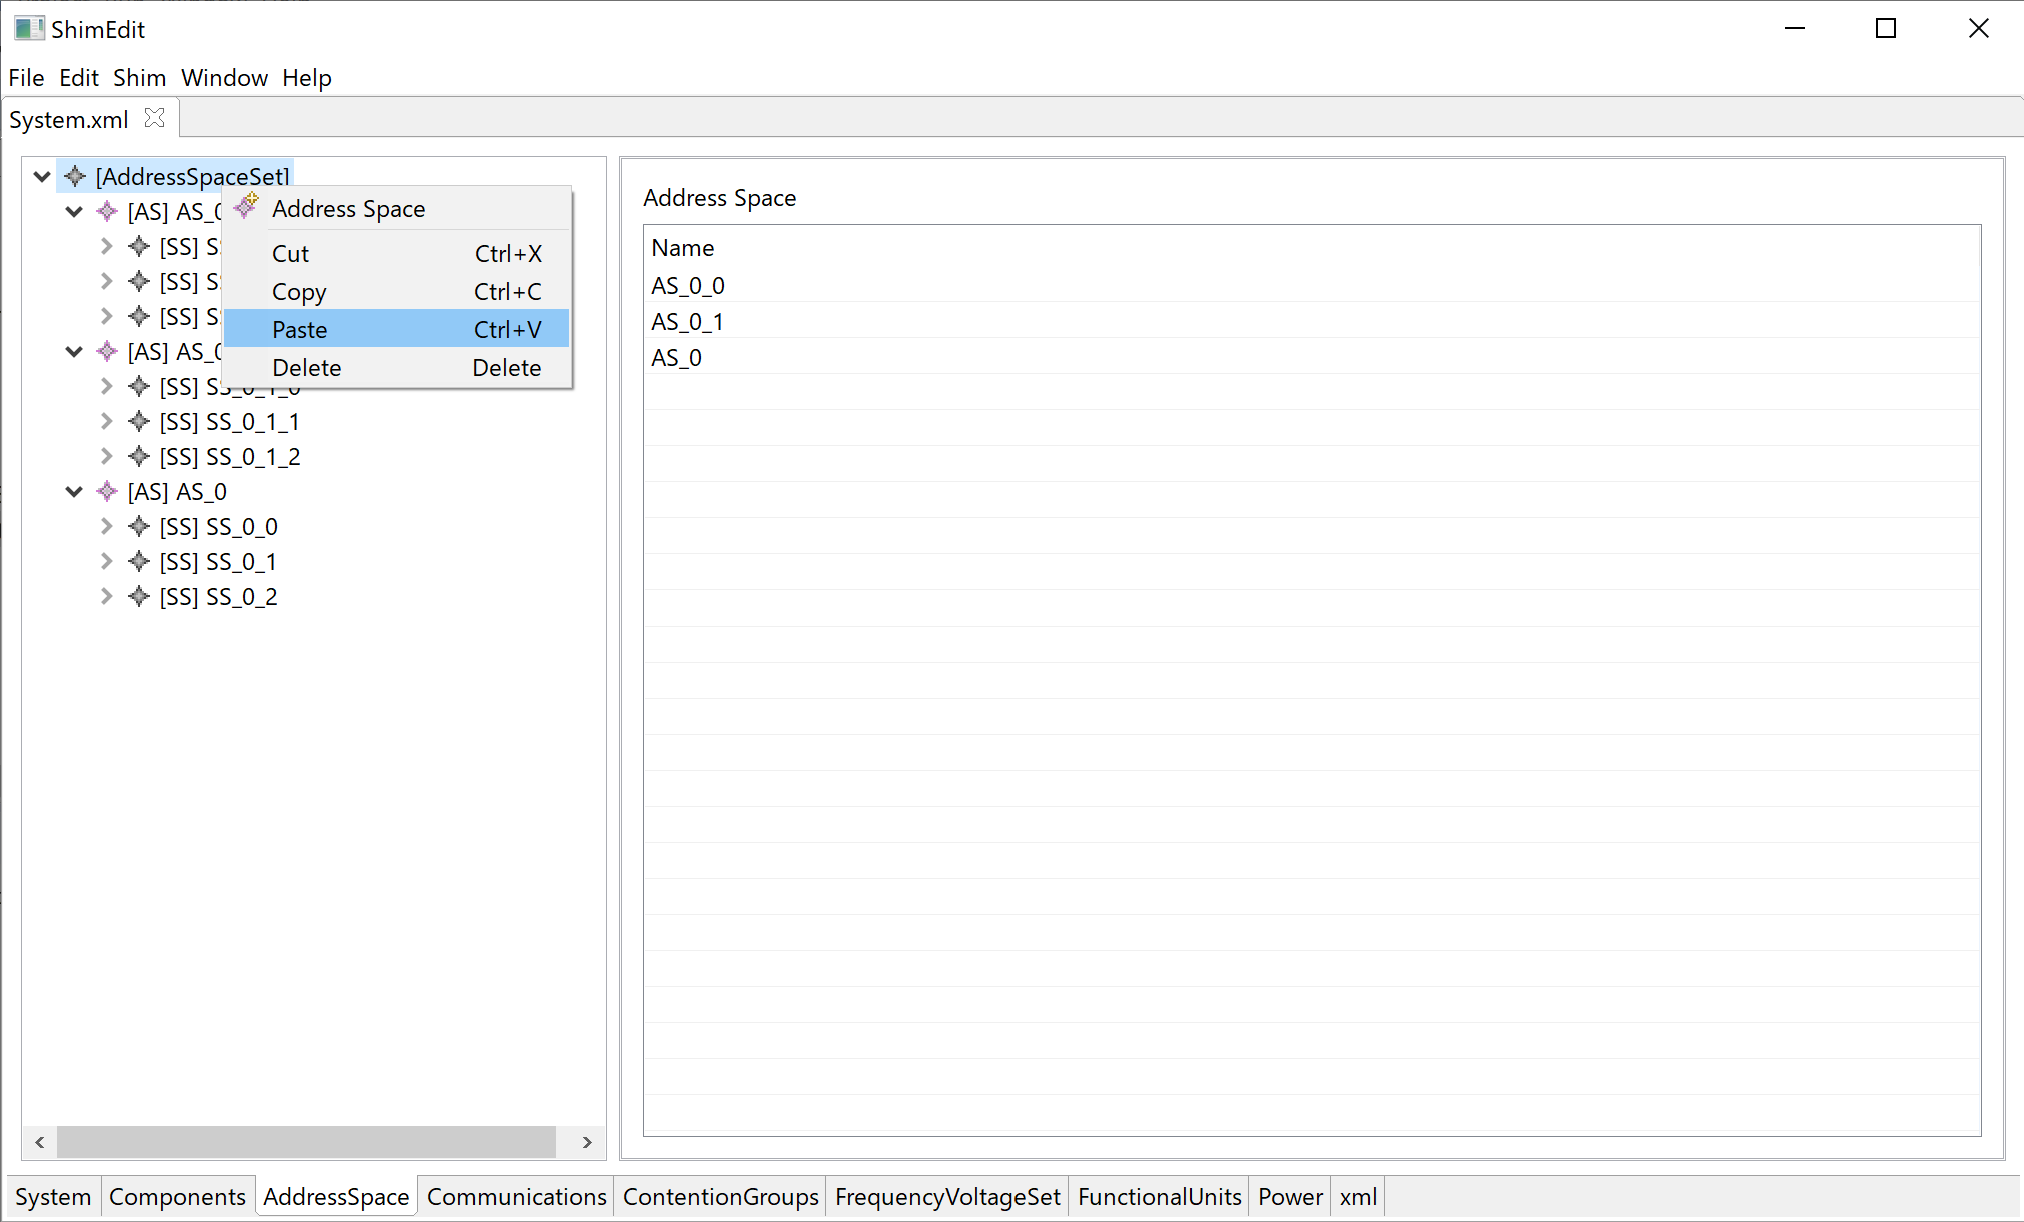 ShimEdit
File Edit Shim Window Help
System.xml
[AddressSpaceSet]
[AS] AS_0
[SS]
[SS]
[SS]
[AS] AS_0
[SS] SS_0_1_0
[SS] SS_0_1_1
[SS] SS_0_1_2
[AS] AS_0
[SS] SS_0_0
[SS] SS_0_1
[SS] SS_0_2
Address Space
Cut Ctrl+X
Copy Ctrl+C
Paste Ctrl+V
Delete Delete
Address Space
Name
AS_0_0
AS_0_1
AS_0
System Components AddressSpace Communications ContentionGroups FrequencyVoltageSet FunctionalUnits Power xml